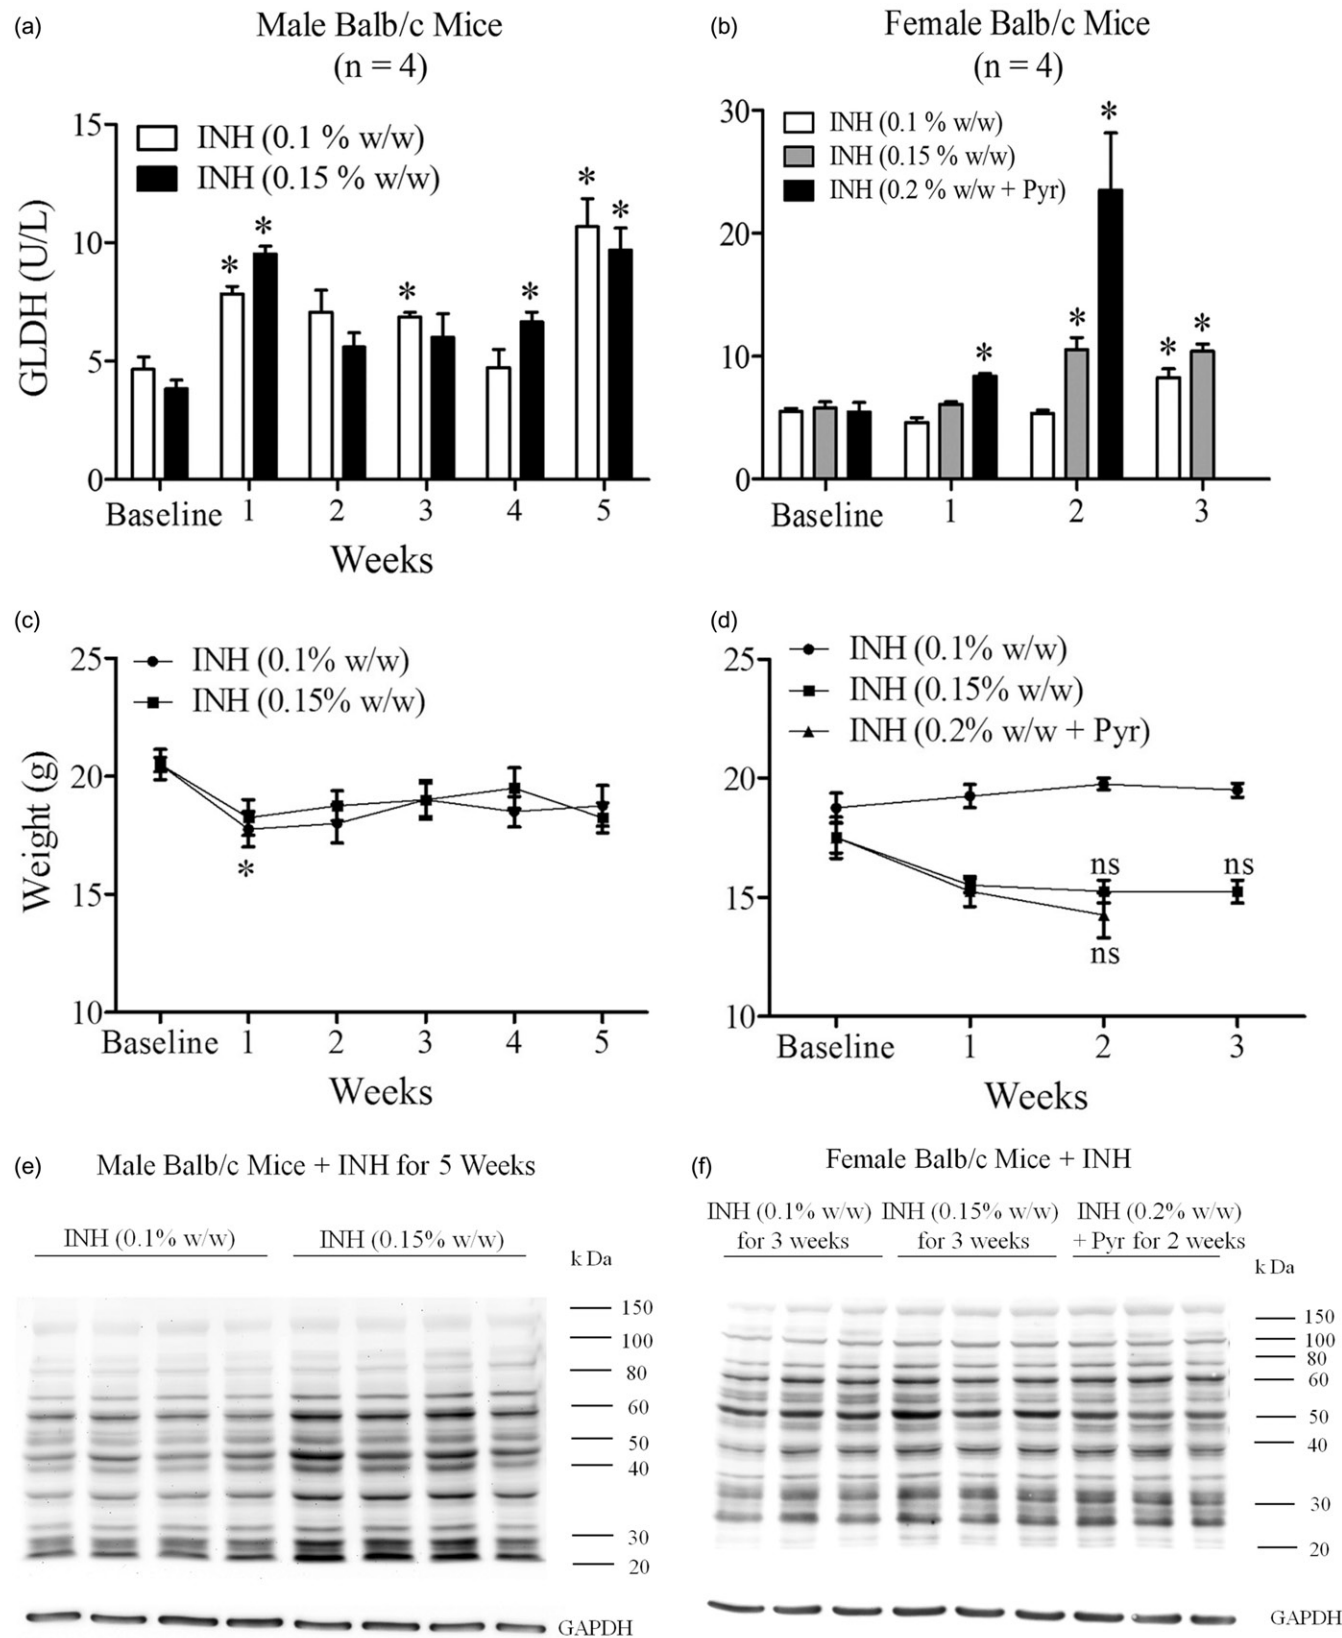 (a)
Male Balb/c Mice
(n = 4)
INH (0.1 % w/w)
INH (0.15 % w/w)
GLDH (U/L)
15
10
5
0
* * * * * *
Baseline 1 2 3 4 5
Weeks
(b)
Female Balb/c Mice
(n = 4)
INH (0.1 % w/w)
INH (0.15 % w/w)
INH (0.2 % w/w + Pyr)
30
20
10
0
* * * * *
Baseline 1 2 3
(c)
INH (0.1% w/w)
INH (0.15% w/w)
Weight (g)
25
20
15
10
*
Baseline 1 2 3 4 5
Weeks
(d)
INH (0.1% w/w)
INH (0.15% w/w)
INH (0.2% w/w + Pyr)
25
20
15
10
ns ns
ns
Baseline 1 2 3
Weeks
(e)
Male Balb/c Mice + INH for 5 Weeks
INH (0.1% w/w) INH (0.15% w/w)
k Da
150
100
80
60
50
40
30
20
GAPDH
(f)
Female Balb/c Mice + INH
INH (0.1% w/w) INH (0.15% w/w) INH (0.2% w/w)
for 3 weeks for 3 weeks + Pyr for 2 weeks
k Da
150
100
80
60
50
40
30
20
GAPDH